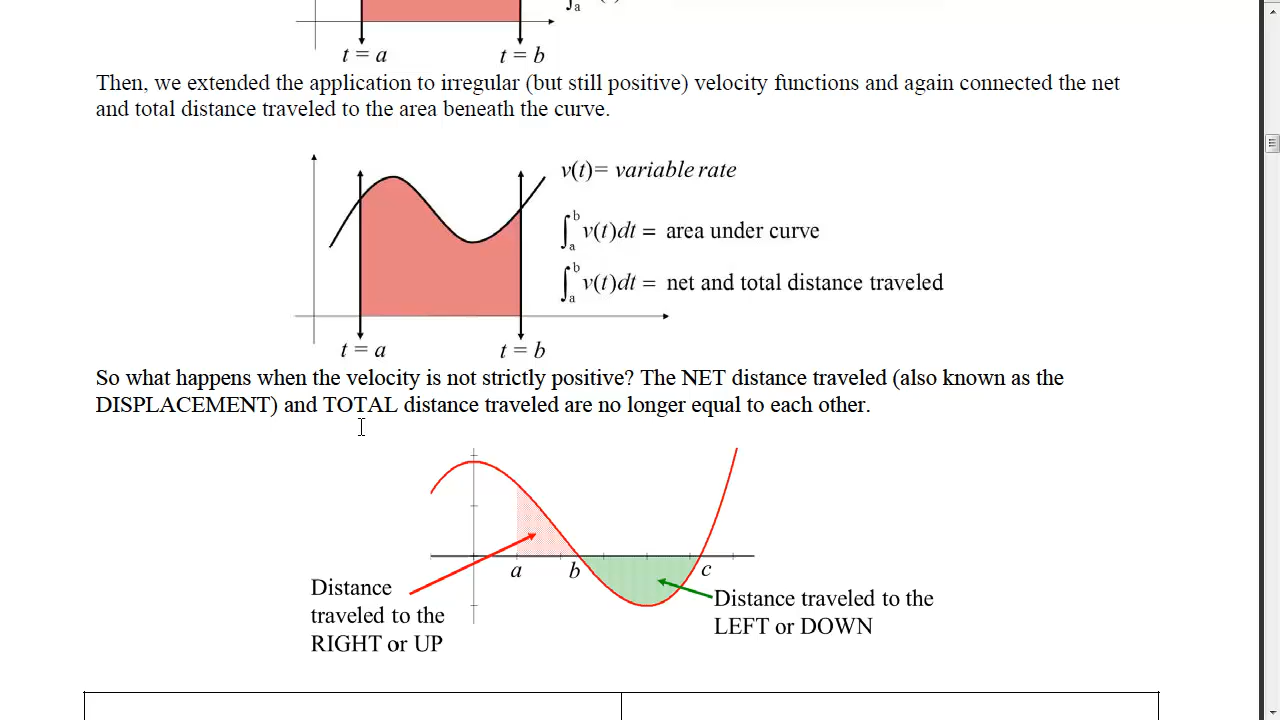 a
t = a
t = b
Then, we extended the application to irregular (but still positive) velocity functions and again connected the net
and total distance traveled to the area beneath the curve.
v(t)= variable rate
∫ₐᵇ v(t)dt = area under curve
∫ₐᵇ v(t)dt = net and total distance traveled
t = a
t = b
So what happens when the velocity is not strictly positive? The NET distance traveled (also known as the
DISPLACEMENT) and TOTAL distance traveled are no longer equal to each other.
a
b
c
Distance
traveled to the
RIGHT or UP
Distance traveled to the
LEFT or DOWN